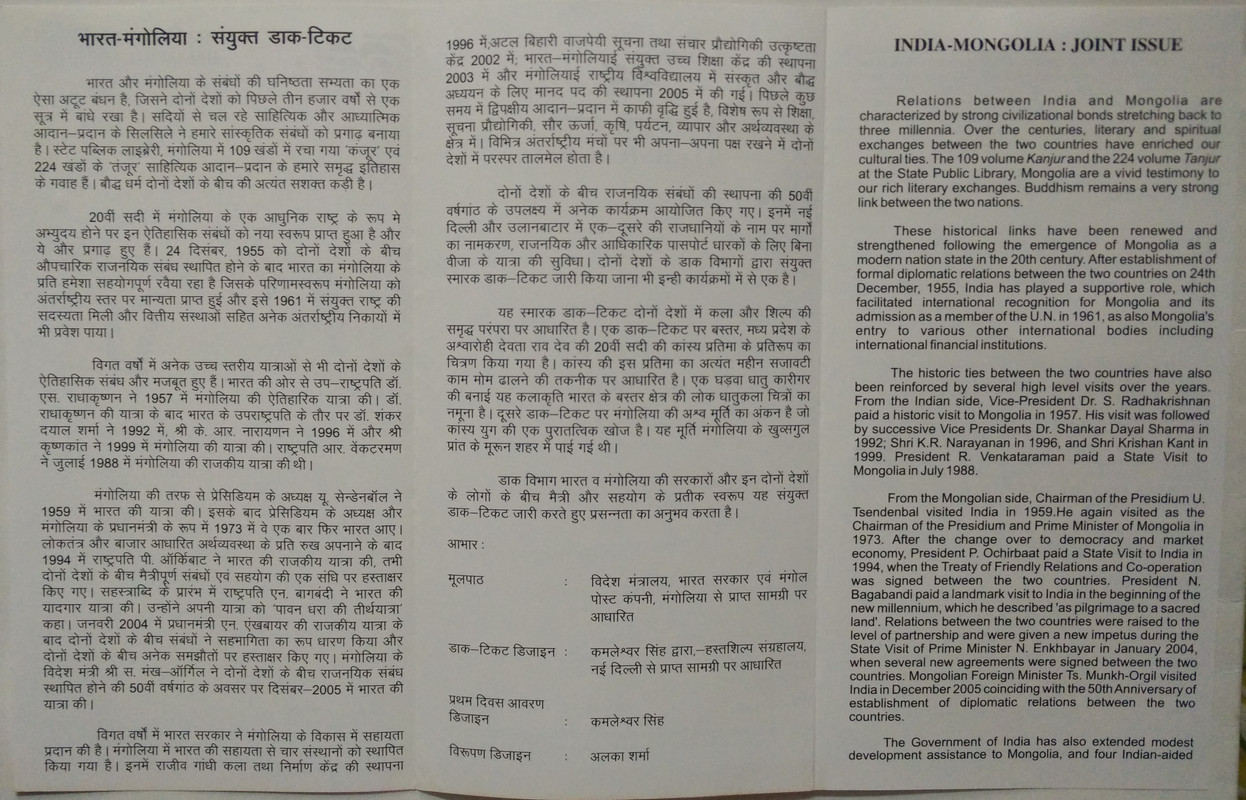 भारत-मंगोलिया : संयुक्त डाक-टिकट
भारत और मंगोलिया के संबंधों की घनिष्ठता सभ्यता का एक
ऐसा अटूट बंधन है, जिसने दोनों देशों को पिछले तीन हजार वर्षों से एक
सूत्र में बांधे रखा है। सदियों से चल रहे साहित्यिक और आध्यात्मिक
आदान–प्रदान के सिलसिले ने हमारे सांस्कृतिक संबंधों को प्रगाढ़ बनाया
है। स्टेट पब्लिक लाइब्रेरी, मंगोलिया में 109 खंडों में रचा गया 'कंजूर' एवं
224 खंडों के 'तंजूर' साहित्यिक आदान–प्रदान के हमारे समृद्ध इतिहास
के गवाह हैं। बौद्ध धर्म दोनों देशों के बीच की अत्यंत सशक्त कड़ी है।
20वीं सदी में मंगोलिया के एक आधुनिक राष्ट्र के रूप मे
अभ्युदय होने पर इन ऐतिहासिक संबंधों को नया स्वरूप प्राप्त हुआ है और
ये और प्रगाढ़ हुए हैं। 24 दिसंबर, 1955 को दोनों देशों के बीच
औपचारिक राजनयिक संबंध स्थापित होने के बाद भारत का मंगोलिया के
प्रति हमेशा सहयोगपूर्ण रवैया रहा है जिसके परिणामस्वरूप मंगोलिया को
अंतर्राष्ट्रीय स्तर पर मान्यता प्राप्त हुई और इसे 1961 में संयुक्त राष्ट्र की
सदस्यता मिली और वित्तीय संस्थाओं सहित अनेक अंतर्राष्ट्रीय निकायों में
भी प्रवेश पाया।
विगत वर्षों में अनेक उच्च स्तरीय यात्राओं से भी दोनों देशों के
ऐतिहासिक संबंध और मजबूत हुए हैं। भारत की ओर से उप–राष्ट्रपति डॉ.
एस. राधाकृष्णन ने 1957 में मंगोलिया की ऐतिहारिक यात्रा की। डॉ.
राधाकृष्णन की यात्रा के बाद भारत के उपराष्ट्रपति के तौर पर डॉ. शंकर
दयाल शर्मा ने 1992 में, श्री के. आर. नारायणन ने 1996 में और श्री
कृष्णकांत ने 1999 में मंगोलिया की यात्रा की। राष्ट्रपति आर. वेंकटरमण
ने जुलाई 1988 में मंगोलिया की राजकीय यात्रा की थी।
मंगोलिया की तरफ से प्रेसिडियम के अध्यक्ष यू. सेन्डेनबॉल ने
1959 में भारत की यात्रा की। इसके बाद प्रेसिडियम के अध्यक्ष और
मंगोलिया के प्रधानमंत्री के रूप में 1973 में वे एक बार फिर भारत आए।
लोकतंत्र और बाजार आधारित अर्थव्यवस्था के प्रति रुख अपनाने के बाद
1994 में राष्ट्रपति पी. ऑर्किबाट ने भारत की राजकीय यात्रा की, तभी
दोनों देशों के बीच मैत्रीपूर्ण संबंधों एवं सहयोग की एक संधि पर हस्ताक्षर
किए गए। सहस्त्राब्दि के प्रारंभ में राष्ट्रपति एन. बागबंदी ने भारत की
यादगार यात्रा की। उन्होंने अपनी यात्रा को 'पावन धरा की तीर्थयात्रा'
कहा। जनवरी 2004 में प्रधानमंत्री एन. एंखबायर की राजकीय यात्रा के
बाद दोनों देशों के बीच संबंधों ने सहभागिता का रूप धारण किया और
दोनों देशों के बीच अनेक समझौतों पर हस्ताक्षर किए गए। मंगोलिया के
विदेश मंत्री श्री स. मंख–ऑर्गिल ने दोनों देशों के बीच राजनयिक संबंध
स्थापित होने की 50वीं वर्षगांठ के अवसर पर दिसंबर–2005 में भारत की
यात्रा की।
विगत वर्षों में भारत सरकार ने मंगोलिया के विकास में सहायता
प्रदान की है। मंगोलिया में भारत की सहायता से चार संस्थानों को स्थापित
किया गया है। इनमें राजीव गांधी कला तथा निर्माण केंद्र की स्थापना
1996 में,अटल बिहारी वाजपेयी सूचना तथा संचार प्रौद्योगिकी उत्कृष्टता
केंद्र 2002 में, भारत–मंगोलियाई संयुक्त उच्च शिक्षा केंद्र की स्थापना
2003 में और मंगोलियाई राष्ट्रीय विश्वविद्यालय में संस्कृत और बौद्ध
अध्ययन के लिए मानद पद की स्थापना 2005 में की गई। पिछले कुछ
समय में द्विपक्षीय आदान–प्रदान में काफी वृद्धि हुई है, विशेष रूप से शिक्षा,
सूचना प्रौद्योगिकी, सौर ऊर्जा, कृषि, पर्यटन, व्यापार और अर्थव्यवस्था के
क्षेत्र में। विभिन्न अंतर्राष्ट्रीय मंचों पर भी अपना–अपना पक्ष रखने में दोनों
देशों में परस्पर तालमेल होता है।
दोनों देशों के बीच राजनयिक संबंधों की स्थापना की 50वीं
वर्षगांठ के उपलक्ष्य में अनेक कार्यक्रम आयोजित किए गए। इनमें नई
दिल्ली और उलानबाटार में एक–दूसरे की राजधानियों के नाम पर मार्गों
का नामकरण, राजनयिक और आधिकारिक पासपोर्ट धारकों के लिए बिना
वीजा के यात्रा की सुविधा। दोनों देशों के डाक विभागों द्वारा संयुक्त
स्मारक डाक–टिकट जारी किया जाना भी इन्ही कार्यक्रमों में से एक है।
यह स्मारक डाक–टिकट दोनों देशों में कला और शिल्प की
समृद्ध परंपरा पर आधारित है। एक डाक–टिकट पर बस्तर, मध्य प्रदेश के
अश्वारोही देवता राव देव की 20वीं सदी की कांस्य प्रतिमा के प्रतिरूप का
चित्रण किया गया है। कांस्य की इस प्रतिमा का अत्यंत महीन सजावटी
काम मोम ढालने की तकनीक पर आधारित है। एक घड़वा धातु कारीगर
की बनाई यह कलाकृति भारत के बस्तर क्षेत्र की लोक धातुकला चित्रों का
नमूना है। दूसरे डाक–टिकट पर मंगोलिया की अश्व मूर्ति का अंकन है जो
कांस्य युग की एक पुरातत्विक खोज है। यह मूर्ति मंगोलिया के खुव्सगुल
प्रांत के मूरून शहर में पाई गई थी।
डाक विभाग भारत व मंगोलिया की सरकारों और इन दोनों देशों
के लोगों के बीच मैत्री और सहयोग के प्रतीक स्वरूप यह संयुक्त
डाक–टिकट जारी करते हुए प्रसन्नता का अनुभव करता है।
आभार :
मूलपाठ : विदेश मंत्रालय, भारत सरकार एवं मंगोल
पोस्ट कंपनी, मंगोलिया से प्राप्त सामग्री पर
आधारित
डाक–टिकट डिजाइन : कमलेश्वर सिंह द्वारा,–हस्तशिल्प संग्रहालय,
नई दिल्ली से प्राप्त सामग्री पर आधारित
प्रथम दिवस आवरण
डिजाइन : कमलेश्वर सिंह
विरूपण डिजाइन : अलका शर्मा
INDIA-MONGOLIA : JOINT ISSUE
Relations between India and Mongolia are
characterized by strong civilizational bonds stretching back to
three millennia. Over the centuries, literary and spiritual
exchanges between the two countries have enriched our
cultural ties. The 109 volume Kanjur and the 224 volume Tanjur
at the State Public Library, Mongolia are a vivid testimony to
our rich literary exchanges. Buddhism remains a very strong
link between the two nations.
These historical links have been renewed and
strengthened following the emergence of Mongolia as a
modern nation state in the 20th century. After establishment of
formal diplomatic relations between the two countries on 24th
December, 1955, India has played a supportive role, which
facilitated international recognition for Mongolia and its
admission as a member of the U.N. in 1961, as also Mongolia's
entry to various other international bodies including
international financial institutions.
The historic ties between the two countries have also
been reinforced by several high level visits over the years.
From the Indian side, Vice-President Dr. S. Radhakrishnan
paid a historic visit to Mongolia in 1957. His visit was followed
by successive Vice Presidents Dr. Shankar Dayal Sharma in
1992; Shri K.R. Narayanan in 1996, and Shri Krishan Kant in
1999. President R. Venkataraman paid a State Visit to
Mongolia in July 1988.
From the Mongolian side, Chairman of the Presidium U.
Tsendenbal visited India in 1959.He again visited as the
Chairman of the Presidium and Prime Minister of Mongolia in
1973. After the change over to democracy and market
economy, President P. Ochirbaat paid a State Visit to India in
1994, when the Treaty of Friendly Relations and Co-operation
was signed between the two countries. President N.
Bagabandi paid a landmark visit to India in the beginning of the
new millennium, which he described 'as pilgrimage to a sacred
land'. Relations between the two countries were raised to the
level of partnership and were given a new impetus during the
State Visit of Prime Minister N. Enkhbayar in January 2004,
when several new agreements were signed between the two
countries. Mongolian Foreign Minister Ts. Munkh-Orgil visited
India in December 2005 coinciding with the 50th Anniversary of
establishment of diplomatic relations between the two
countries.
The Government of India has also extended modest
development assistance to Mongolia, and four Indian-aided